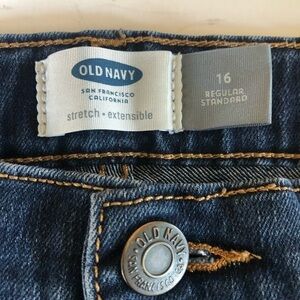 OLD NAVY
SAN FRANCISCO
CALIFORNIA
stretch • extensible
16
REGULAR
STANDARD
OLD NAVY